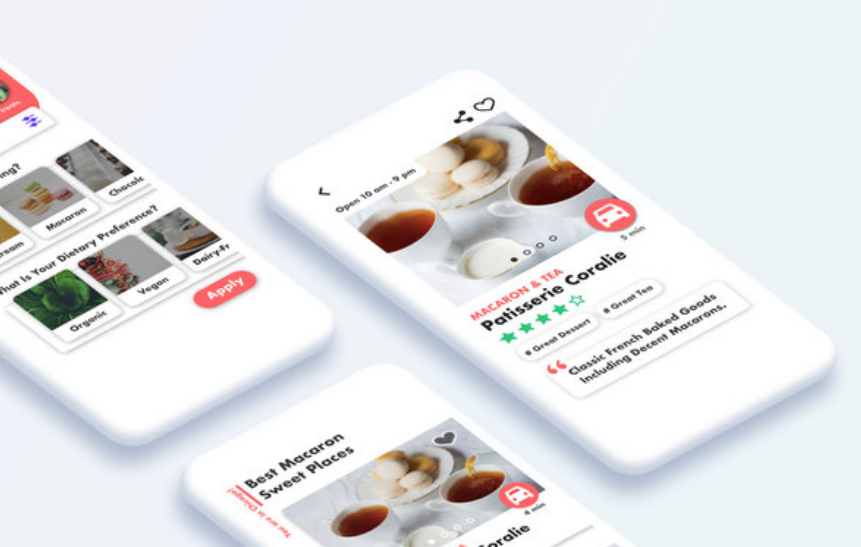 ing?
ream
Macaron
Chocola
hat Is Your Dietary Preference?
Organic
Vegan
Dairy-Fr
Apply
Open 10 am - 9 pm
5 min
MACARON & TEA
Patisserie Coralie
# Great Dessert
# Great Tea
“ Classic French Baked Goods
Including Decent Macarons.
Best Macaron
Sweet Places
You are in Chicago!
4 min
Coralie